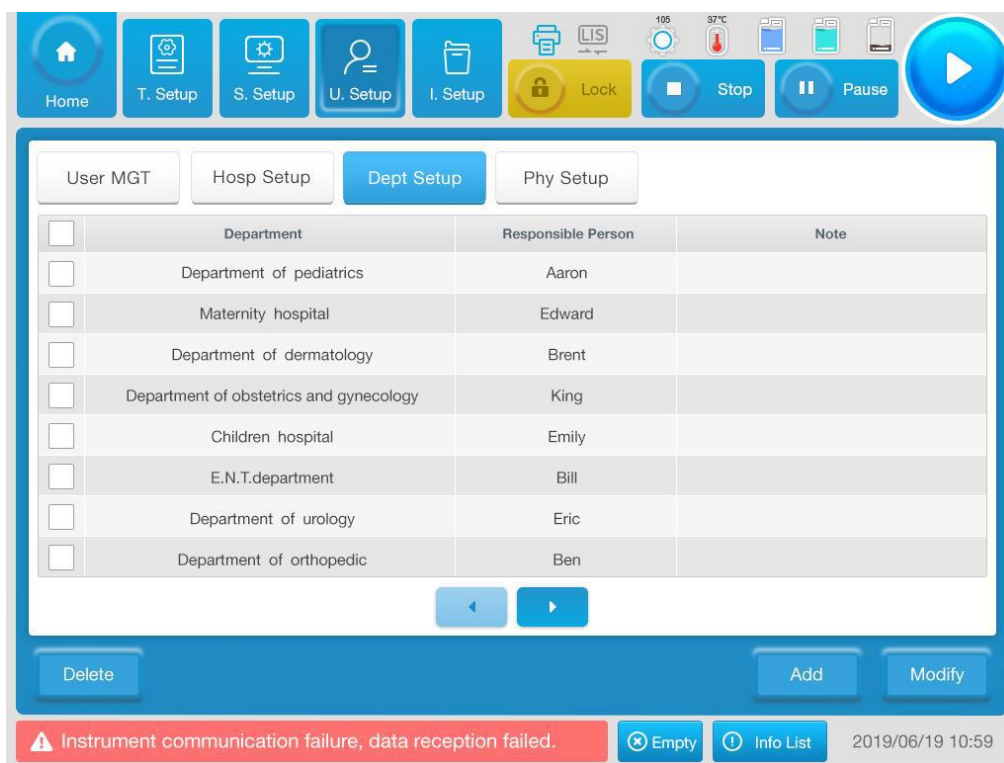 105 37°C
LIS
Home T. Setup S. Setup U. Setup I. Setup Lock Stop Pause
User MGT Hosp Setup Dept Setup Phy Setup
Department Responsible Person Note
Department of pediatrics Aaron
Maternity hospital Edward
Department of dermatology Brent
Department of obstetrics and gynecology King
Children hospital Emily
E.N.T.department Bill
Department of urology Eric
Department of orthopedic Ben
Delete Add Modify
Instrument communication failure, data reception failed. Empty Info List 2019/06/19 10:59